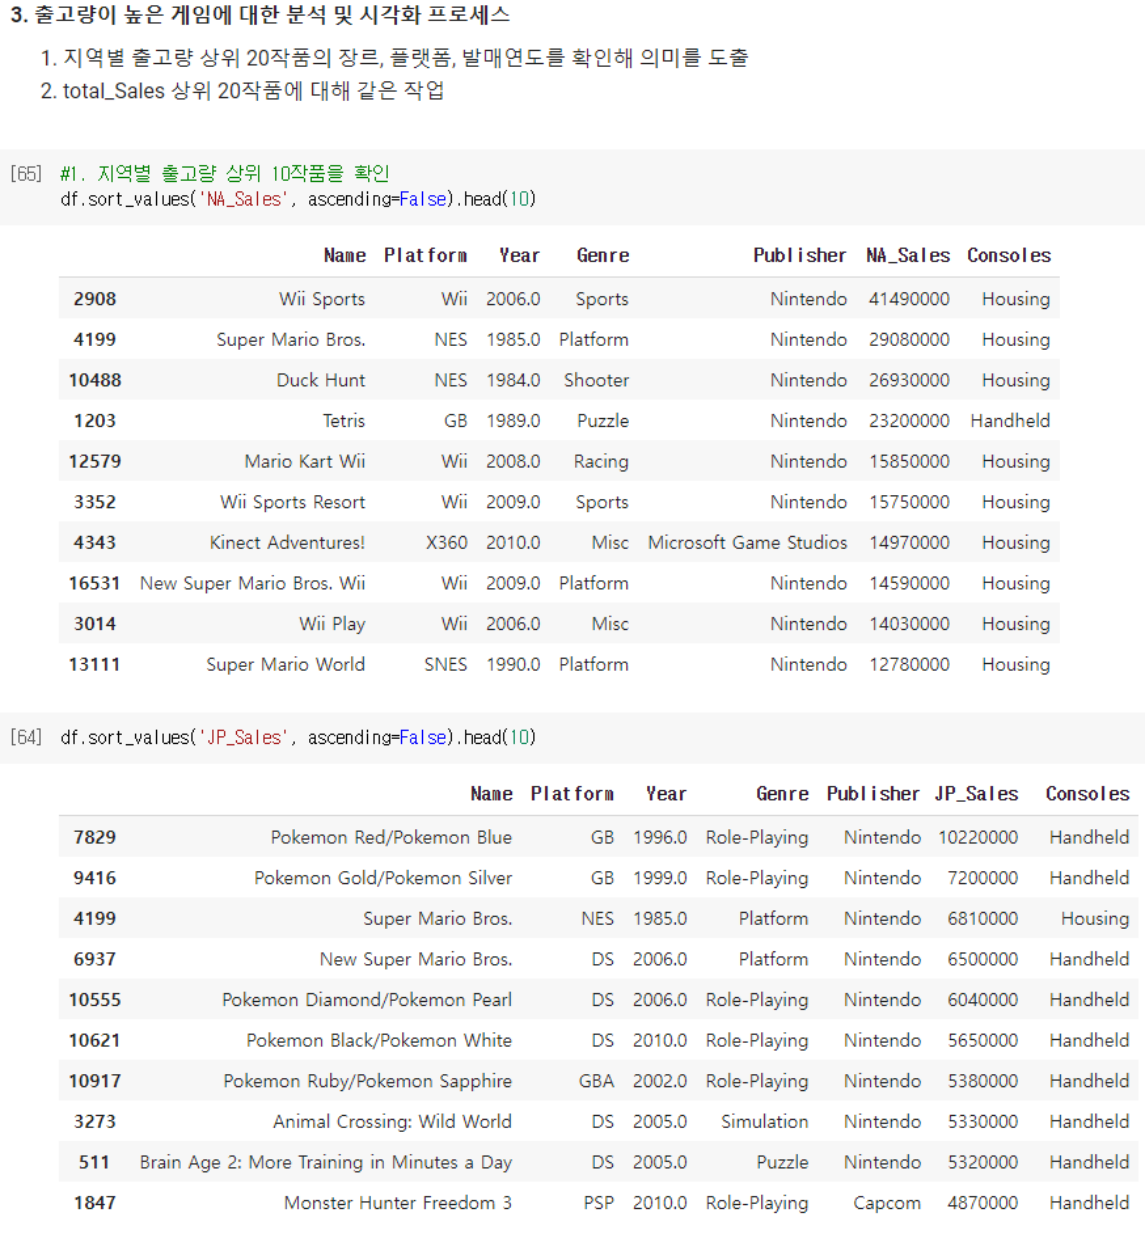 3. 출고량이 높은 게임에 대한 분석 및 시각화 프로세스
1. 지역별 출고량 상위 20작품의 장르, 플랫폼, 발매연도를 확인해 의미를 도출
2. total_Sales 상위 20작품에 대해 같은 작업
[65] #1. 지역별 출고량 상위 10작품을 확인
df.sort_values('NA_Sales', ascending=False).head(10)
Name Platform Year Genre Publisher NA_Sales Consoles
2908 Wii Sports Wii 2006.0 Sports Nintendo 41490000 Housing
4199 Super Mario Bros. NES 1985.0 Platform Nintendo 29080000 Housing
10488 Duck Hunt NES 1984.0 Shooter Nintendo 26930000 Housing
1203 Tetris GB 1989.0 Puzzle Nintendo 23200000 Handheld
12579 Mario Kart Wii Wii 2008.0 Racing Nintendo 15850000 Housing
3352 Wii Sports Resort Wii 2009.0 Sports Nintendo 15750000 Housing
4343 Kinect Adventures! X360 2010.0 Misc Microsoft Game Studios 14970000 Housing
16531 New Super Mario Bros. Wii Wii 2009.0 Platform Nintendo 14590000 Housing
3014 Wii Play Wii 2006.0 Misc Nintendo 14030000 Housing
13111 Super Mario World SNES 1990.0 Platform Nintendo 12780000 Housing
[64] df.sort_values('JP_Sales', ascending=False).head(10)
Name Platform Year Genre Publisher JP_Sales Consoles
7829 Pokemon Red/Pokemon Blue GB 1996.0 Role-Playing Nintendo 10220000 Handheld
9416 Pokemon Gold/Pokemon Silver GB 1999.0 Role-Playing Nintendo 7200000 Handheld
4199 Super Mario Bros. NES 1985.0 Platform Nintendo 6810000 Housing
6937 New Super Mario Bros. DS 2006.0 Platform Nintendo 6500000 Handheld
10555 Pokemon Diamond/Pokemon Pearl DS 2006.0 Role-Playing Nintendo 6040000 Handheld
10621 Pokemon Black/Pokemon White DS 2010.0 Role-Playing Nintendo 5650000 Handheld
10917 Pokemon Ruby/Pokemon Sapphire GBA 2002.0 Role-Playing Nintendo 5380000 Handheld
3273 Animal Crossing: Wild World DS 2005.0 Simulation Nintendo 5330000 Handheld
511 Brain Age 2: More Training in Minutes a Day DS 2005.0 Puzzle Nintendo 5320000 Handheld
1847 Monster Hunter Freedom 3 PSP 2010.0 Role-Playing Capcom 4870000 Handheld